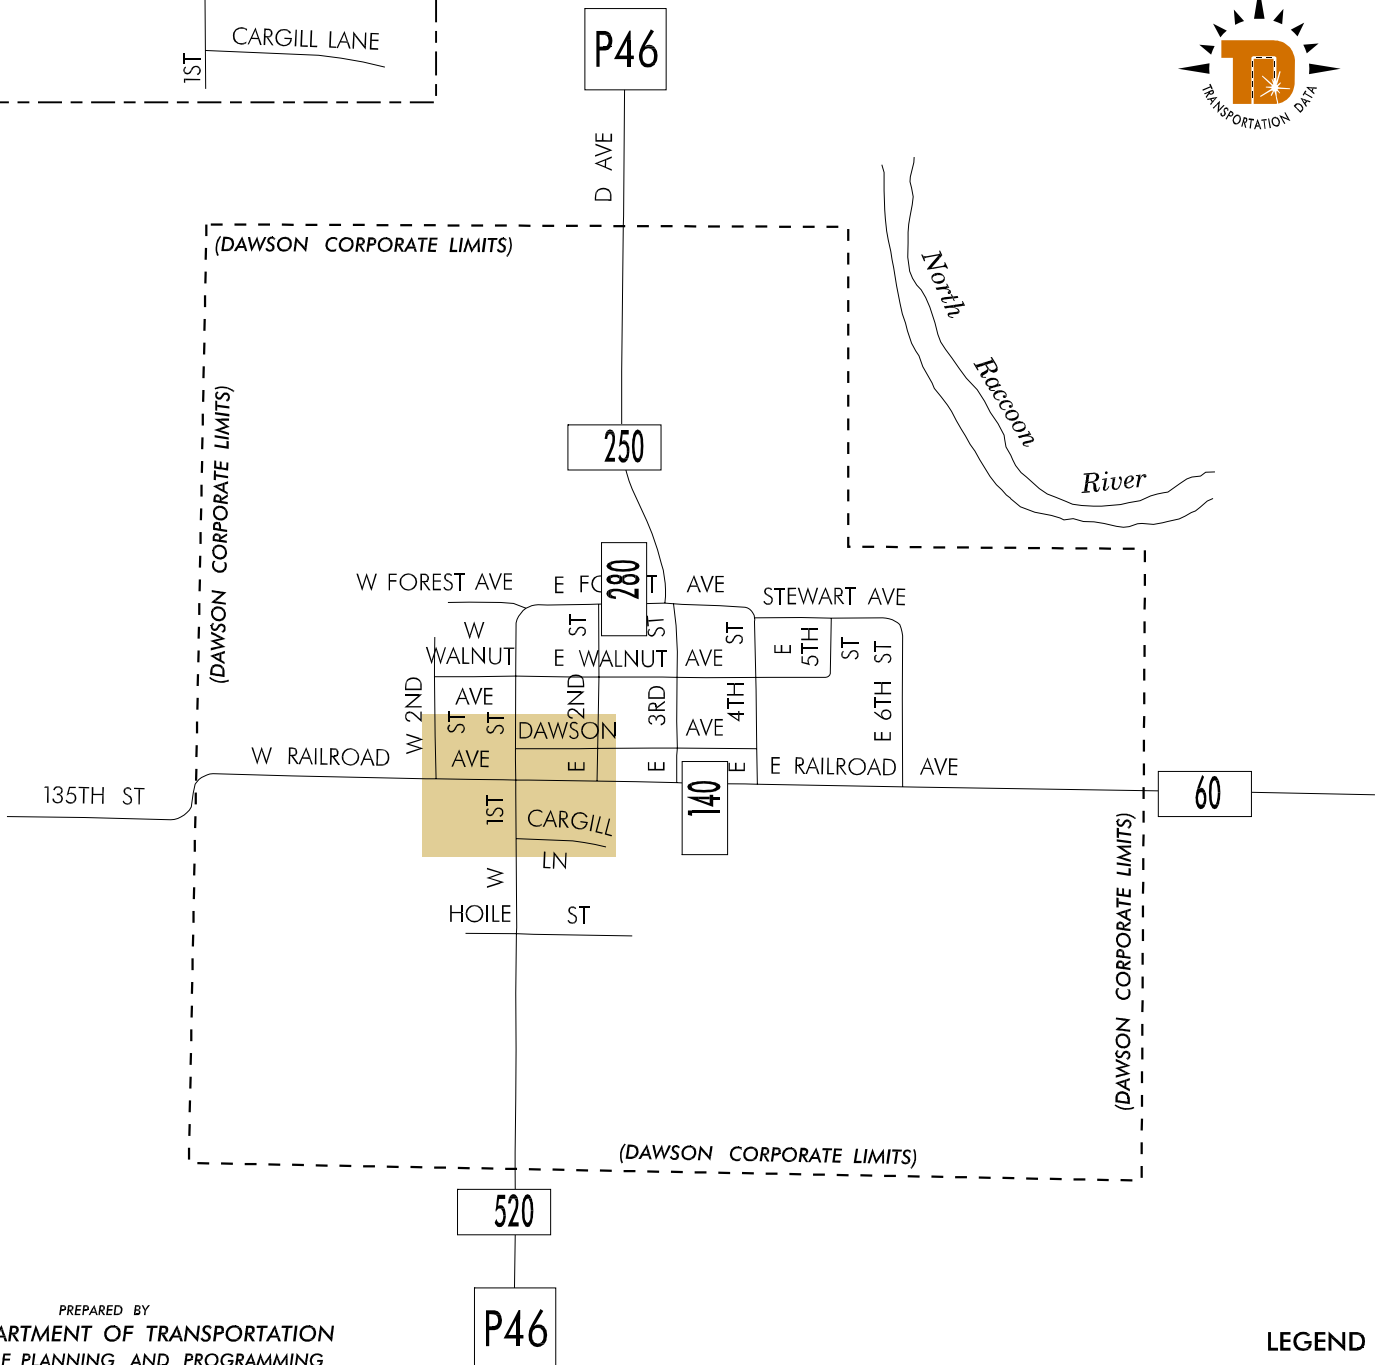 CARGILL LANE
1ST
P46
TRANSPORTATION DATA
D AVE
(DAWSON CORPORATE LIMITS)
North
Raccoon
River
(DAWSON CORPORATE LIMITS)
250
280
W FOREST AVE
E FO T AVE
STEWART AVE
W
WALNUT
AVE
E WALNUT AVE
W 2ND ST
W 1ST ST
E 2ND ST
E 3RD ST
E 4TH ST
E
5TH
ST
E 6TH ST
DAWSON AVE
W RAILROAD AVE
E RAILROAD AVE
135TH ST
140
60
CARGILL
LN
HOILE ST
(DAWSON CORPORATE LIMITS)
(DAWSON CORPORATE LIMITS)
520
P46
PREPARED BY
ARTMENT OF TRANSPORTATION
F PLANNING AND PROGRAMMING
LEGEND